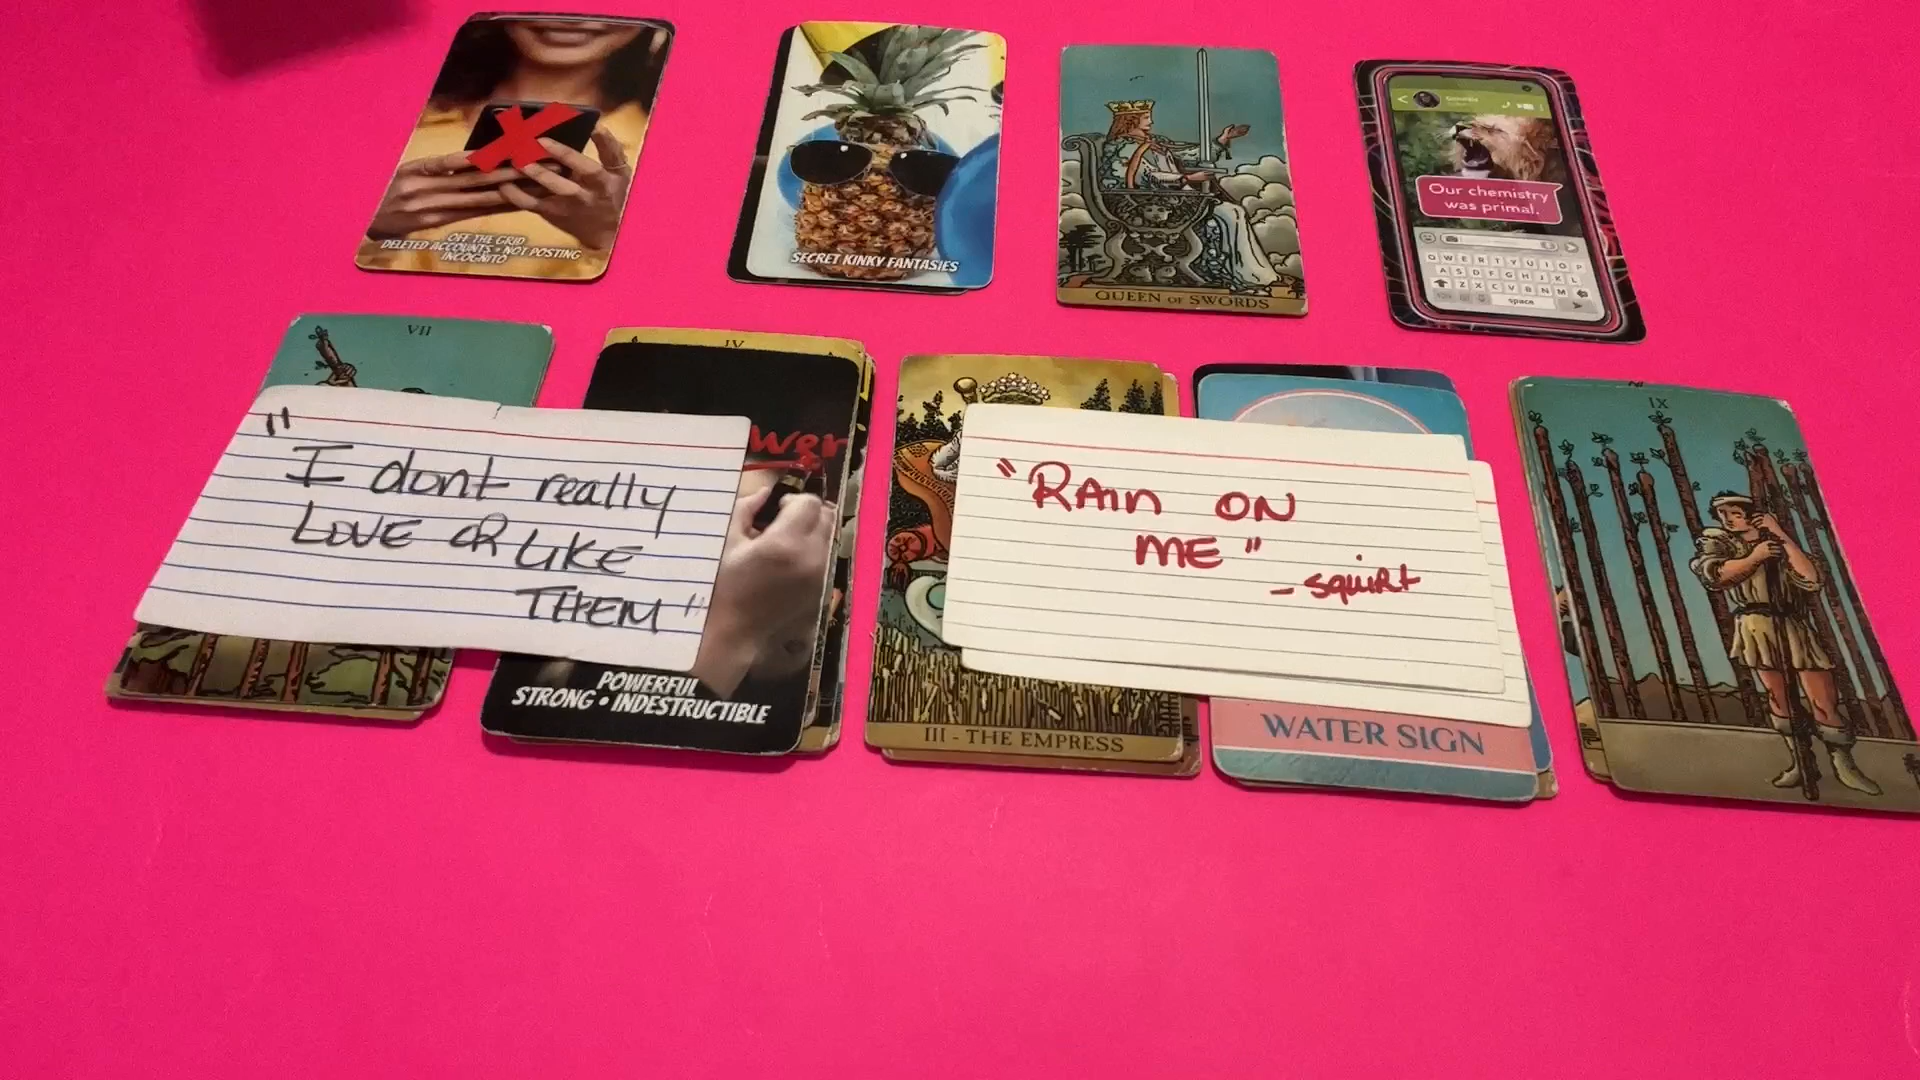 OFF THE GRID
DELETED ACCOUNTS • NOT POSTING
INCOGNITO
SECRET KINKY FANTASIES
QUEEN OF SWORDS
Our chemistry
was primal.
Q W E R T Y U I O P
A S D F G H J K L
Z X C V B N M
space
VII
"I dont really
LOVE OR LIKE
THEM"
IV
wer
POWERFUL
STRONG • INDESTRUCTIBLE
III - THE EMPRESS
"RAIN ON
ME"
- squirt
WATER SIGN
IX